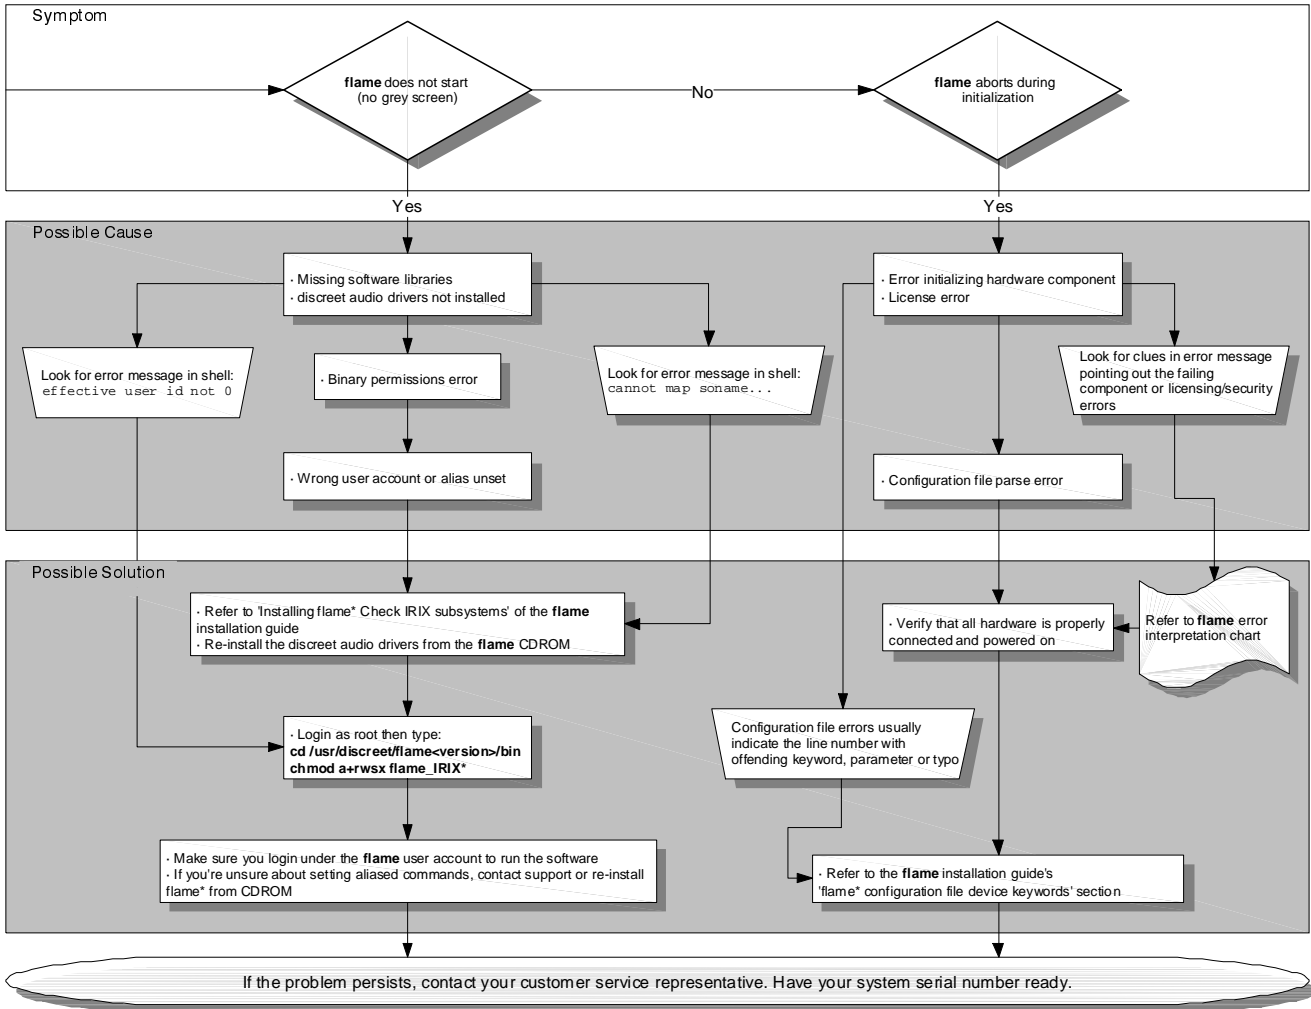 Symptom
flame does not start
(no grey screen)
No
flame aborts during
initialization
Yes
Yes
Possible Cause
· Missing software libraries
· discreet audio drivers not installed
· Error initializing hardware component
· License error
Look for error message in shell:
effective user id not 0
· Binary permissions error
Look for error message in shell:
cannot map soname...
Look for clues in error message
pointing out the failing
component or licensing/security
errors
· Wrong user account or alias unset
· Configuration file parse error
Possible Solution
· Refer to 'Installing flame* Check IRIX subsystems' of the flame
installation guide
· Re-install the discreet audio drivers from the flame CDROM
· Verify that all hardware is properly
connected and powered on
Refer to flame error
interpretation chart
· Login as root then type:
cd /usr/discreet/flame<version>/bin
chmod a+rwsx flame_IRIX*
Configuration file errors usually
indicate the line number with
offending keyword, parameter or typo
· Make sure you login under the flame user account to run the software
· If you're unsure about setting aliased commands, contact support or re-install
flame* from CDROM
· Refer to the flame installation guide's
'flame* configuration file device keywords' section
If the problem persists, contact your customer service representative. Have your system serial number ready.